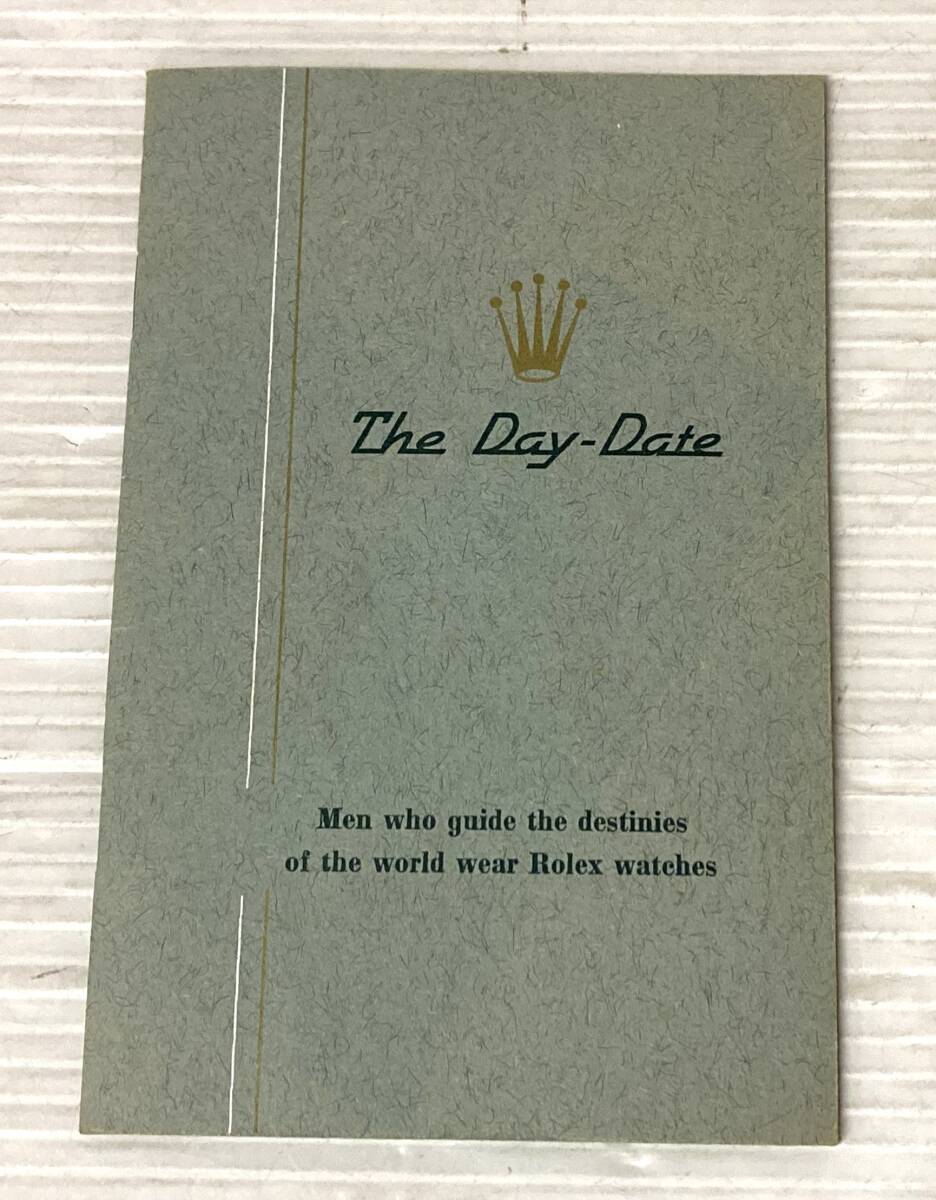 The Day-Date
Men who guide the destinies
of the world wear Rolex watches